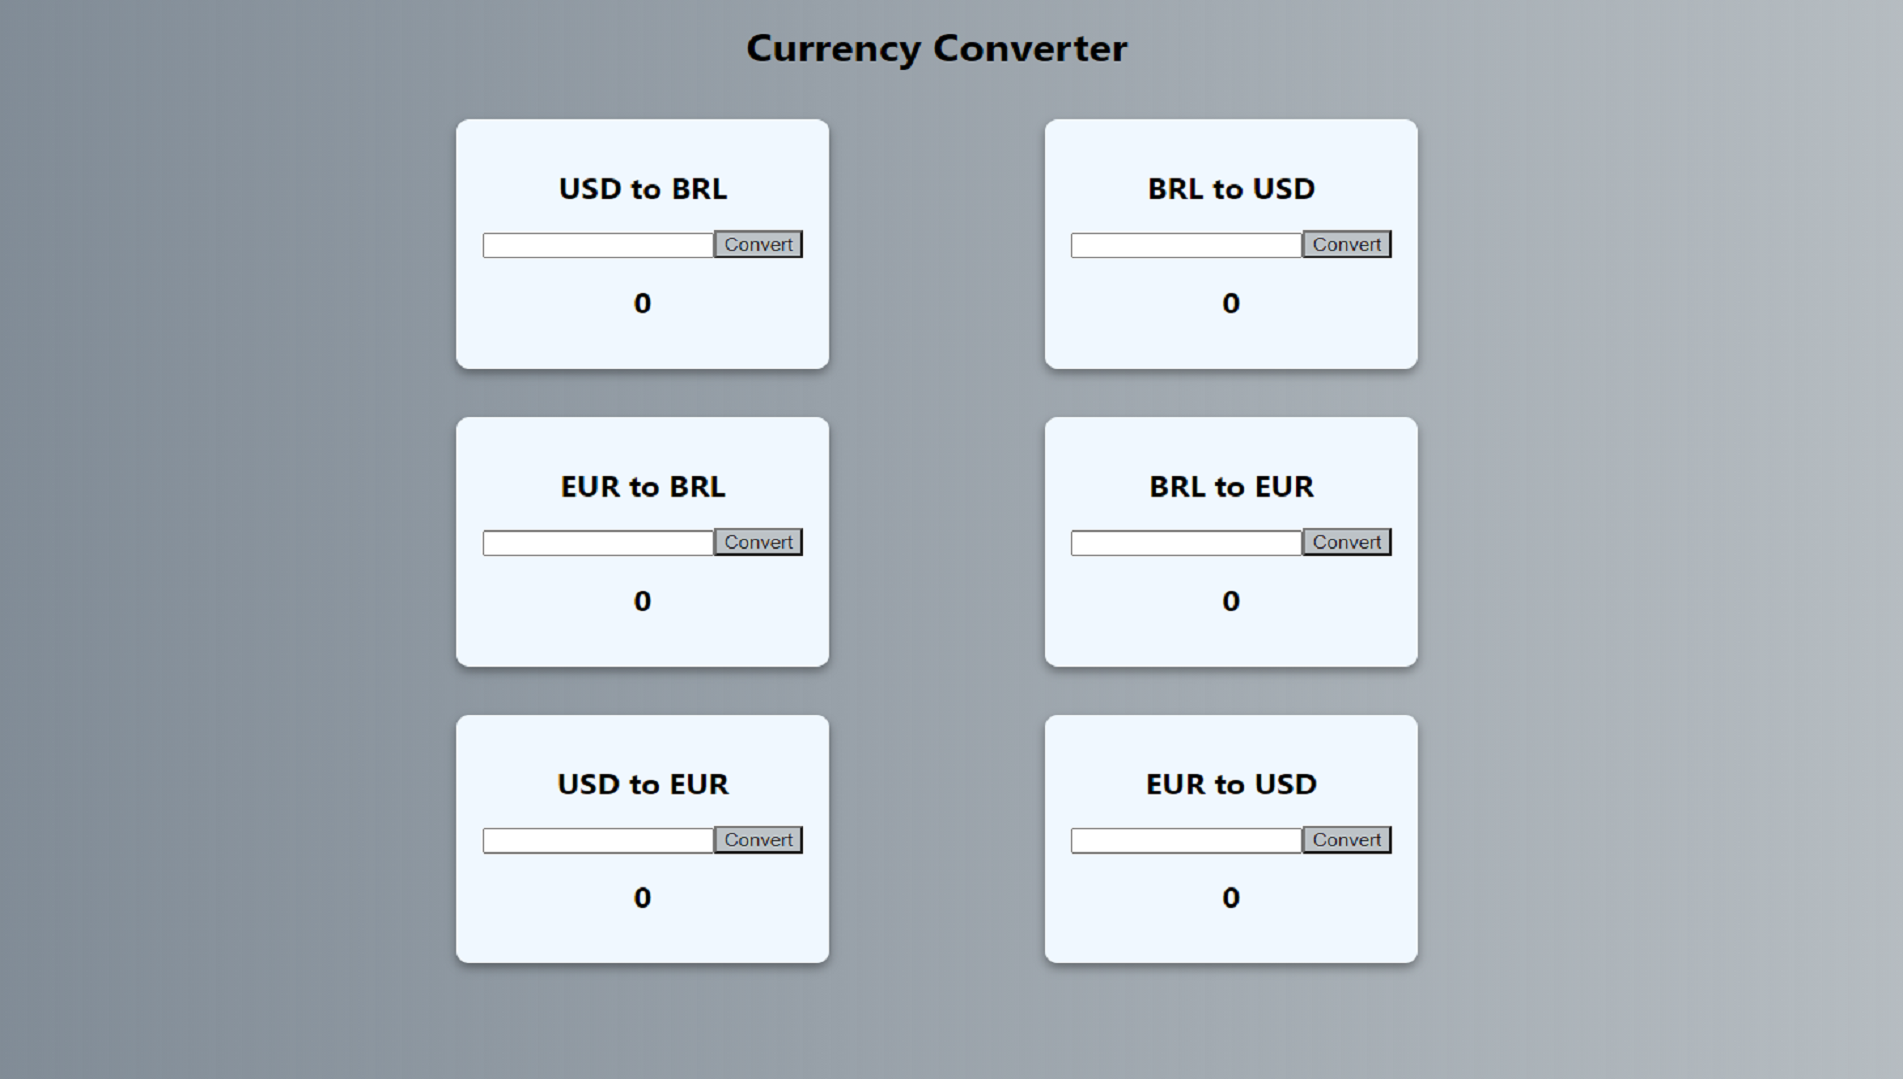 Currency Converter
USD to BRL
Convert
0
BRL to USD
Convert
0
EUR to BRL
Convert
0
BRL to EUR
Convert
0
USD to EUR
Convert
0
EUR to USD
Convert
0